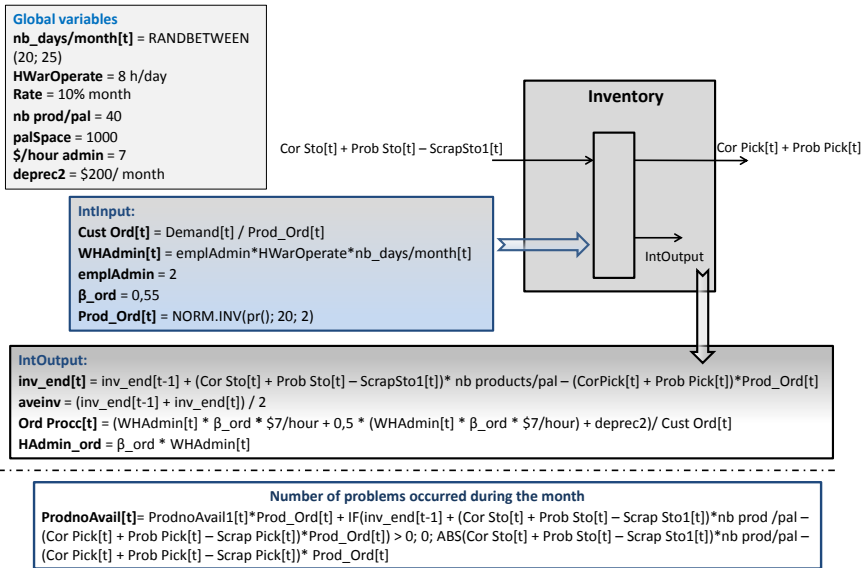 Global variables
nb_days/month[t] = RANDBETWEEN
(20; 25)
HWarOperate = 8 h/day
Rate = 10% month
nb prod/pal = 40
palSpace = 1000
$/hour admin = 7
deprec2 = $200/ month
Inventory
Cor Sto[t] + Prob Sto[t] – ScrapSto1[t]
Cor Pick[t] + Prob Pick[t]
IntOutput
IntInput:
Cust Ord[t] = Demand[t] / Prod_Ord[t]
WHAdmin[t] = emplAdmin*HWarOperate*nb_days/month[t]
emplAdmin = 2
β_ord = 0,55
Prod_Ord[t] = NORM.INV(pr(); 20; 2)
IntOutput:
inv_end[t] = inv_end[t-1] + (Cor Sto[t] + Prob Sto[t] – ScrapSto1[t])* nb products/pal – (CorPick[t] + Prob Pick[t])*Prod_Ord[t]
aveinv = (inv_end[t-1] + inv_end[t]) / 2
Ord Procc[t] = (WHAdmin[t] * β_ord * $7/hour + 0,5 * (WHAdmin[t] * β_ord * $7/hour) + deprec2)/ Cust Ord[t]
HAdmin_ord = β_ord * WHAdmin[t]
Number of problems occurred during the month
ProdnoAvail[t]= ProdnoAvail1[t]*Prod_Ord[t] + IF(inv_end[t-1] + (Cor Sto[t] + Prob Sto[t] – Scrap Sto1[t])*nb prod /pal –
(Cor Pick[t] + Prob Pick[t] – Scrap Pick[t])*Prod_Ord[t]) > 0; 0; ABS(Cor Sto[t] + Prob Sto[t] – Scrap Sto1[t])*nb prod/pal –
(Cor Pick[t] + Prob Pick[t] – Scrap Pick[t])* Prod_Ord[t]